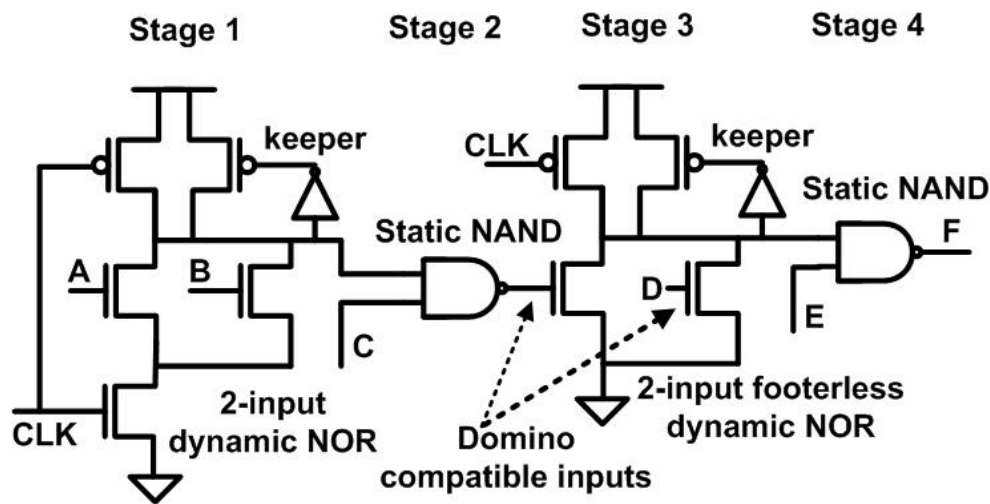 Stage 1
Stage 2
Stage 3
Stage 4
keeper
CLK
keeper
Static NAND
Static NAND
A
B
C
D
E
F
CLK
2-input
dynamic NOR
Domino
compatible inputs
2-input footerless
dynamic NOR